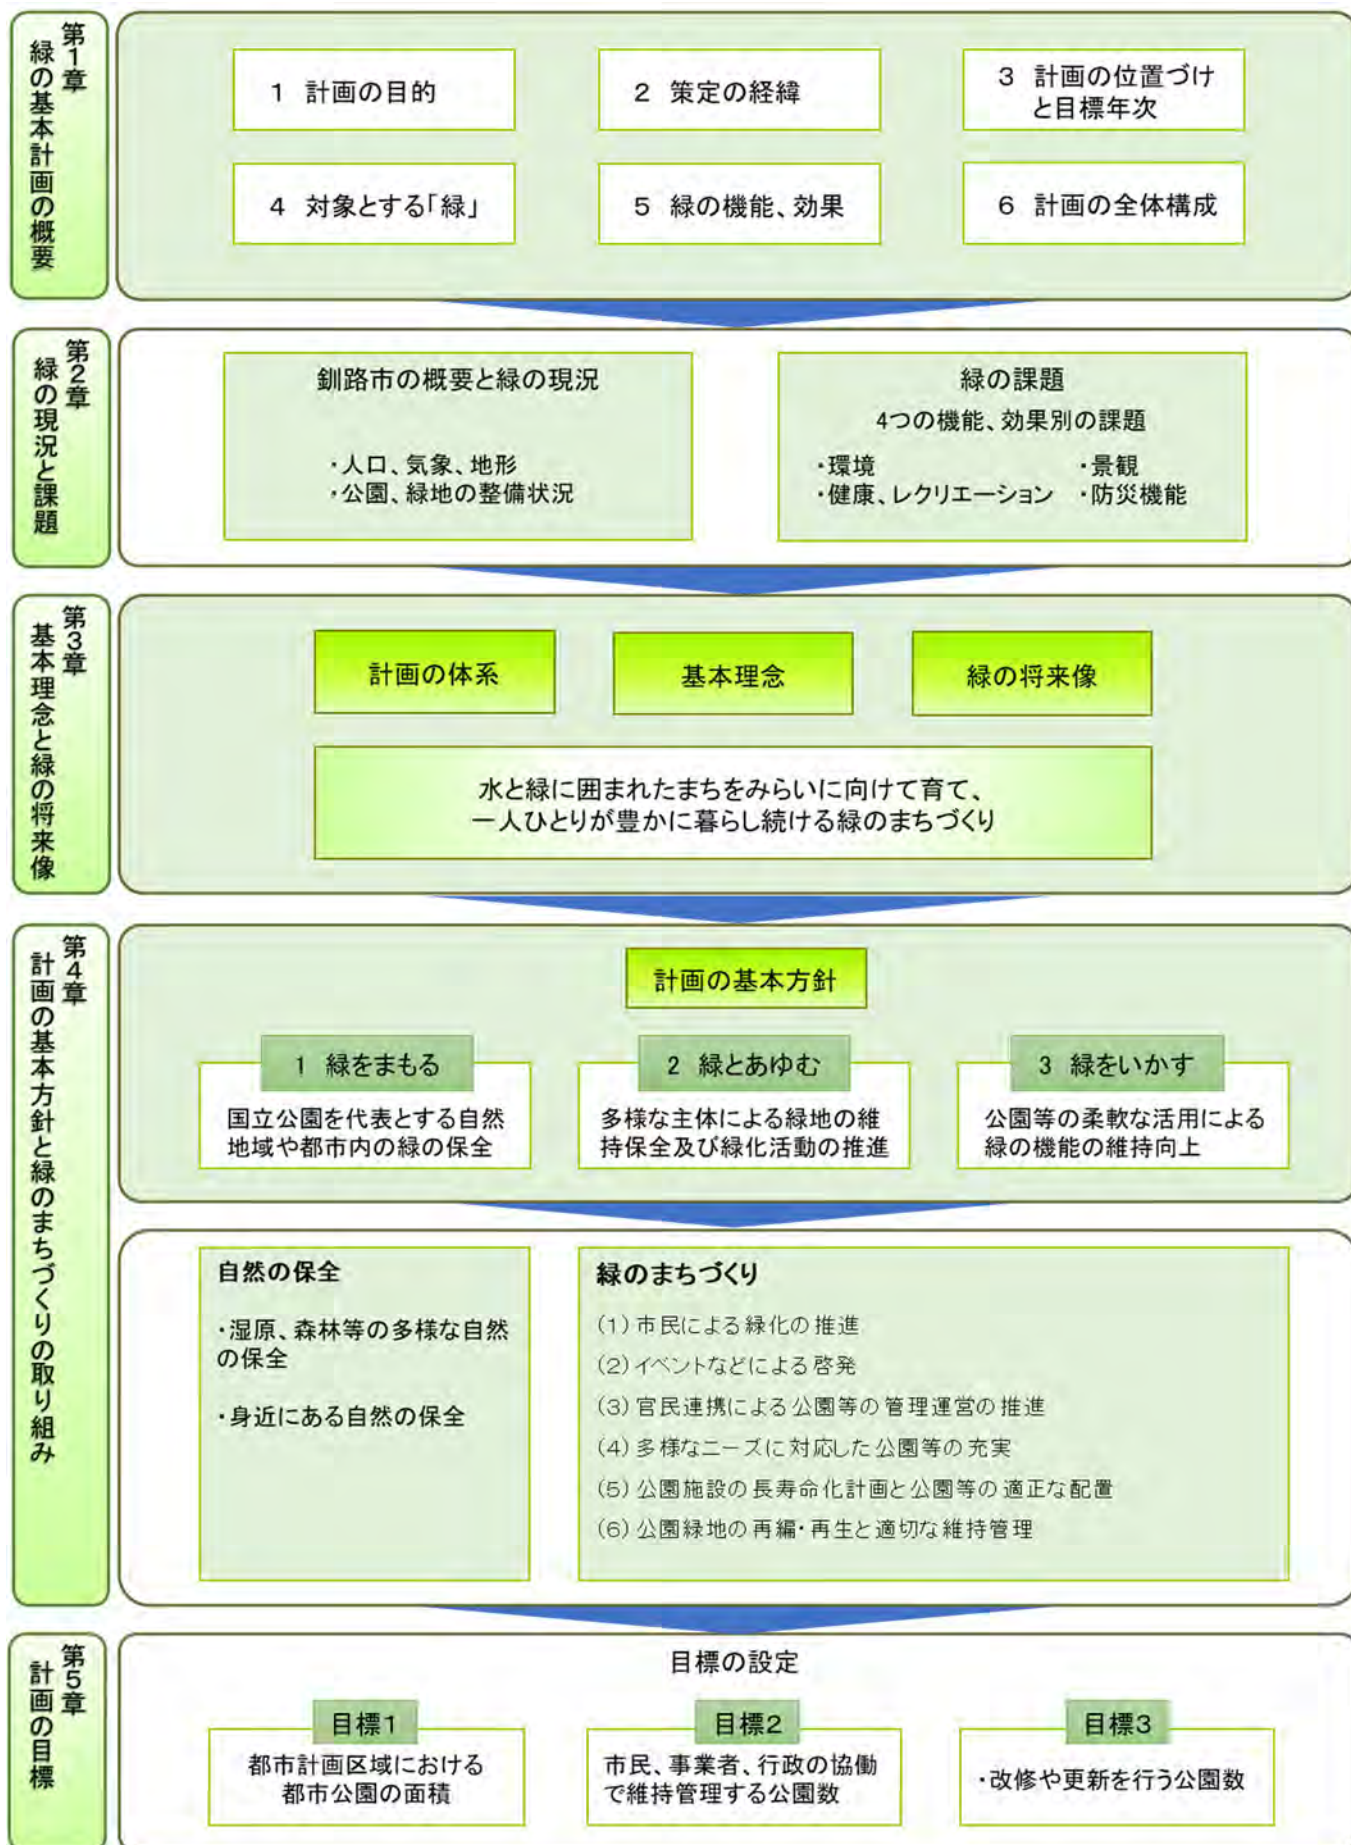 第1章
緑の基本計画の概要
1 計画の目的
2 策定の経緯
3 計画の位置づけ
と目標年次
4 対象とする「緑」
5 緑の機能、効果
6 計画の全体構成
第2章
緑の現況と課題
釧路市の概要と緑の現況
・人口、気象、地形
・公園、緑地の整備状況
緑の課題
4つの機能、効果別の課題
・環境 ・景観
・健康、レクリエーション ・防災機能
第3章
基本理念と緑の将来像
計画の体系
基本理念
緑の将来像
水と緑に囲まれたまちをみらいに向けて育て、
一人ひとりが豊かに暮らし続ける緑のまちづくり
第4章
計画の基本方針と緑のまちづくりの取り組み
計画の基本方針
1 緑をまもる
国立公園を代表とする自然
地域や都市内の緑の保全
2 緑とあゆむ
多様な主体による緑地の維
持保全及び緑化活動の推進
3 緑をいかす
公園等の柔軟な活用による
緑の機能の維持向上
自然の保全
・湿原、森林等の多様な自然
の保全
・身近にある自然の保全
緑のまちづくり
(1)市民による緑化の推進
(2)イベントなどによる啓発
(3)官民連携による公園等の管理運営の推進
(4)多様なニーズに対応した公園等の充実
(5)公園施設の長寿命化計画と公園等の適正な配置
(6)公園緑地の再編・再生と適切な維持管理
第5章
計画の目標
目標の設定
目標1
都市計画区域における
都市公園の面積
目標2
市民、事業者、行政の協働
で維持管理する公園数
目標3
・改修や更新を行う公園数